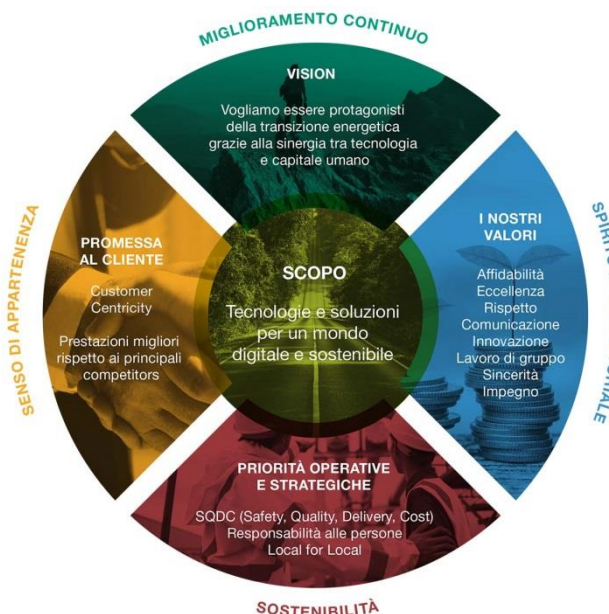 MIGLIORAMENTO CONTINUO
VISION
Vogliamo essere protagonisti
della transizione energetica
grazie alla sinergia tra tecnologia
e capitale umano
SENSO DI APPARTENENZA
PROMESSA
AL CLIENTE
Customer
Centricity
Prestazioni migliori
rispetto ai principali
competitors
SCOPO
Tecnologie e soluzioni
per un mondo
digitale e sostenibile
I NOSTRI
VALORI
Affidabilità
Eccellenza
Rispetto
Comunicazione
Innovazione
Lavoro di gruppo
Sincerità
Impegno
PRIORITÀ OPERATIVE
E STRATEGICHE
SQDC (Safety, Quality, Delivery, Cost)
Responsabilità alle persone
Local for Local
SOSTENIBILITÀ